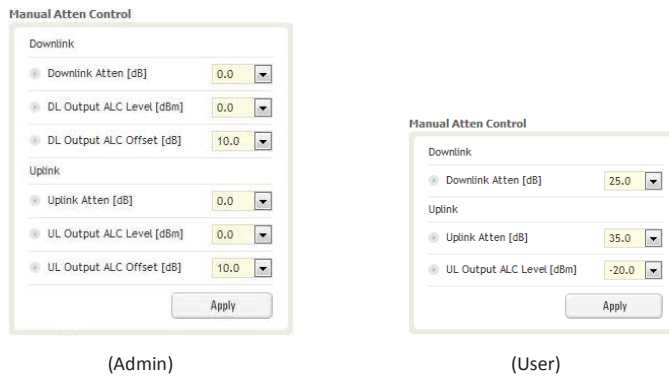 Manual Atten Control
Downlink
Downlink Atten [dB] 0.0
DL Output ALC Level [dBm] 0.0
DL Output ALC Offset [dB] 10.0
Uplink
Uplink Atten [dB] 0.0
UL Output ALC Level [dBm] 0.0
UL Output ALC Offset [dB] 10.0
Apply
(Admin)
Manual Atten Control
Downlink
Downlink Atten [dB] 25.0
Uplink
Uplink Atten [dB] 35.0
UL Output ALC Level [dBm] -20.0
Apply
(User)